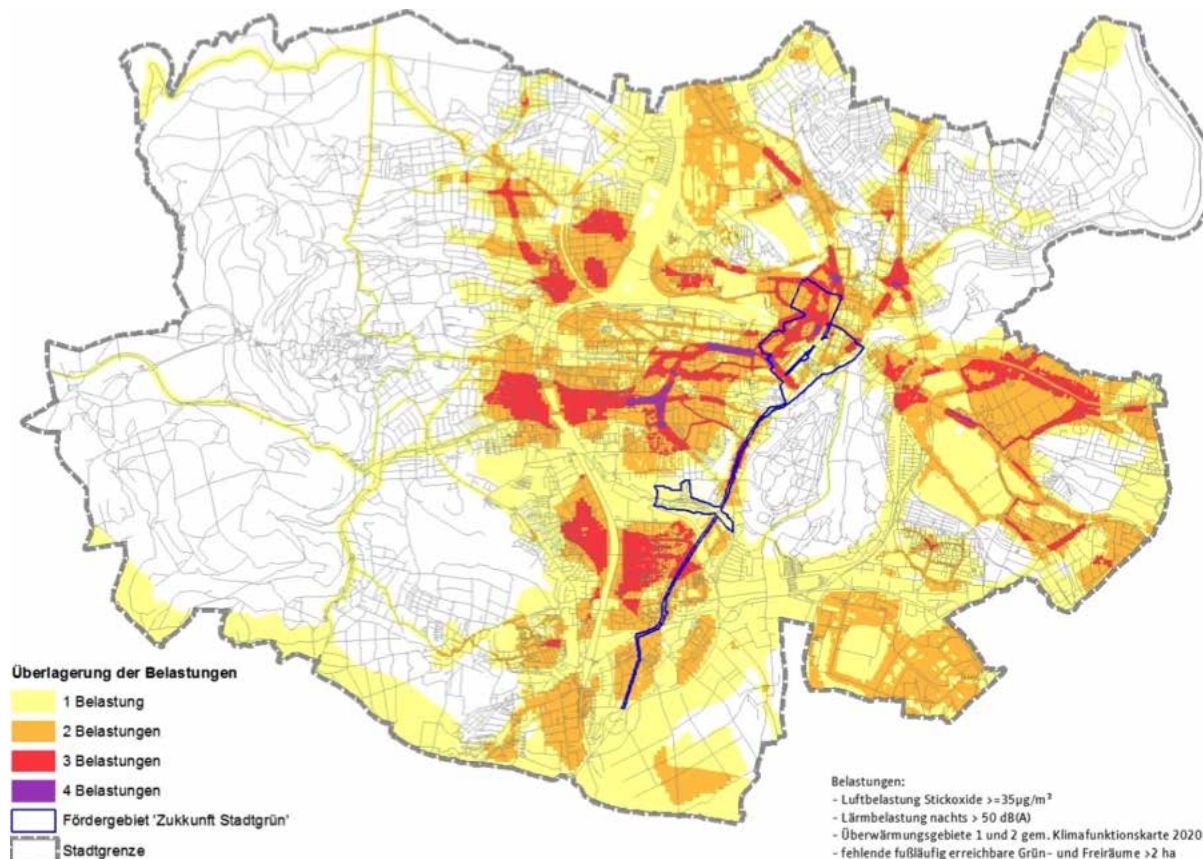 Überlagerung der Belastungen
1 Belastung
2 Belastungen
3 Belastungen
4 Belastungen
Fördergebiet 'Zukkunft Stadtgrün'
Stadtgrenze
Belastungen:
- Luftbelastung Stickoxide >=35µg/m³
- Lärmbelastung nachts > 50 dB(A)
- Überwärmungsgebiete 1 und 2 gem. Klimafunktionskarte 2020
- fehlende fußläufig erreichbare Grün- und Freiräume >2 ha